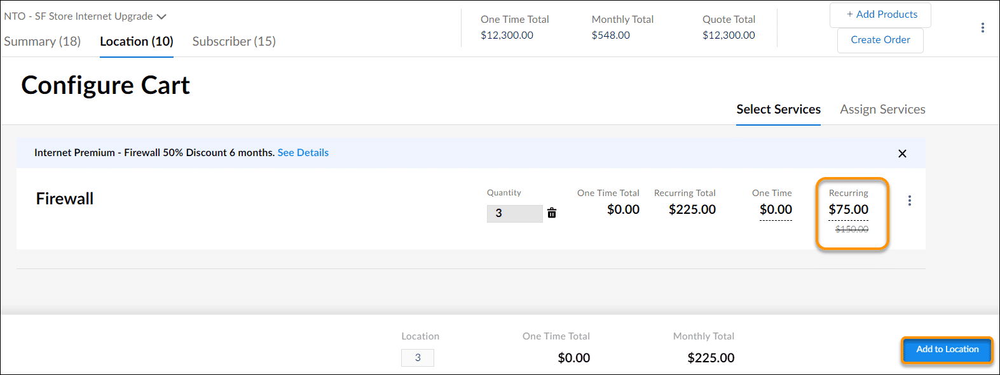 NTO - SF Store Internet Upgrade
Summary (18) Location (10) Subscriber (15)
One Time Total Monthly Total Quote Total
$12,300.00 $548.00 $12,300.00
+ Add Products
Create Order
Configure Cart
Select Services Assign Services
Internet Premium - Firewall 50% Discount 6 months. See Details
Firewall
Quantity One Time Total Recurring Total One Time Recurring
3 $0.00 $225.00 $0.00 $75.00
$150.00
Location One Time Total Monthly Total
3 $0.00 $225.00
Add to Location